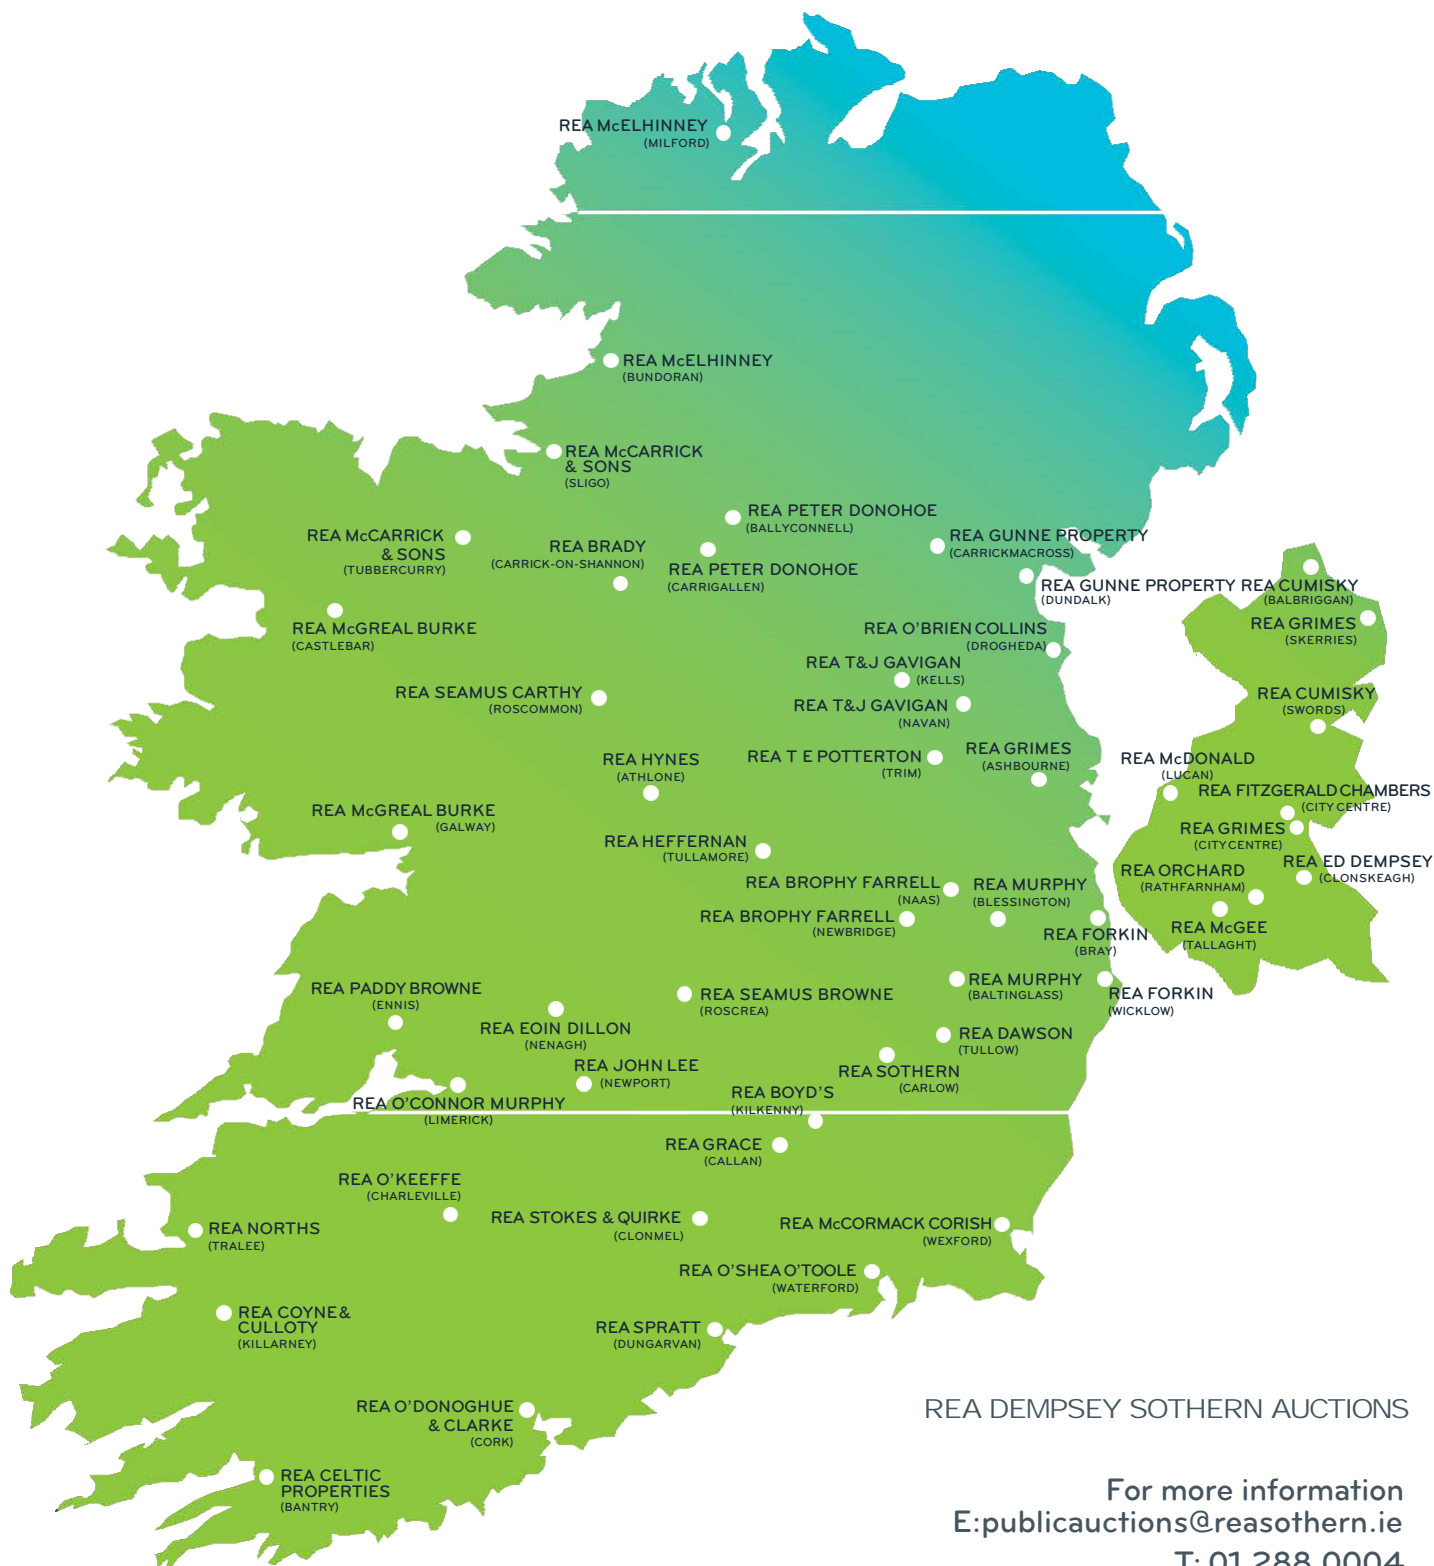 REA McELHINNEY
(MILFORD)
REA McELHINNEY
(BUNDORAN)
REA McCARRICK
& SONS
(SLIGO)
REA PETER DONOHOE
(BALLYCONNELL)
REA McCARRICK
& SONS
(TUBBERCURRY)
REA BRADY
(CARRICK-ON-SHANNON)
REA PETER DONOHOE
(CARRIGALLEN)
REA GUNNE PROPERTY
(CARRICKMACROSS)
REA GUNNE PROPERTY
(DUNDALK)
REA CUMISKY
(BALBRIGGAN)
REA GRIMES
(SKERRIES)
REA McGREAL BURKE
(CASTLEBAR)
REA O'BRIEN COLLINS
(DROGHEDA)
REA T&J GAVIGAN
(KELLS)
REA SEAMUS CARTHY
(ROSCOMMON)
REA T&J GAVIGAN
(NAVAN)
REA CUMISKY
(SWORDS)
REA HYNES
(ATHLONE)
REA T E POTTERTON
(TRIM)
REA GRIMES
(ASHBOURNE)
REA McDONALD
(LUCAN)
REA FITZGERALD CHAMBERS
(CITY CENTRE)
REA McGREAL BURKE
(GALWAY)
REA GRIMES
(CITY CENTRE)
REA HEFFERNAN
(TULLAMORE)
REA ED DEMPSEY
(CLONSKEAGH)
REA ORCHARD
(RATHFARNHAM)
REA BROPHY FARRELL
(NAAS)
REA MURPHY
(BLESSINGTON)
REA BROPHY FARRELL
(NEWBRIDGE)
REA FORKIN
(BRAY)
REA McGEE
(TALLAGHT)
REA PADDY BROWNE
(ENNIS)
REA SEAMUS BROWNE
(ROSCREA)
REA MURPHY
(BALTINGLASS)
REA FORKIN
(WICKLOW)
REA EOIN DILLON
(NENAGH)
REA DAWSON
(TULLOW)
REA JOHN LEE
(NEWPORT)
REA SOTHERN
(CARLOW)
REA O'CONNOR MURPHY
(LIMERICK)
REA BOYD'S
(KILKENNY)
REA GRACE
(CALLAN)
REA O'KEEFFE
(CHARLEVILLE)
REA STOKES & QUIRKE
(CLONMEL)
REA McCORMACK CORISH
(WEXFORD)
REA NORTHS
(TRALEE)
REA O'SHEA O'TOOLE
(WATERFORD)
REA COYNE &
CULLOTY
(KILLARNEY)
REA SPRATT
(DUNGARVAN)
REA O'DONOGHUE
& CLARKE
(CORK)
REA CELTIC
PROPERTIES
(BANTRY)
REA DEMPSEY SOTHERN AUCTIONS
For more information
E:publicauctions@reasothern.ie
T: 01 288 0004